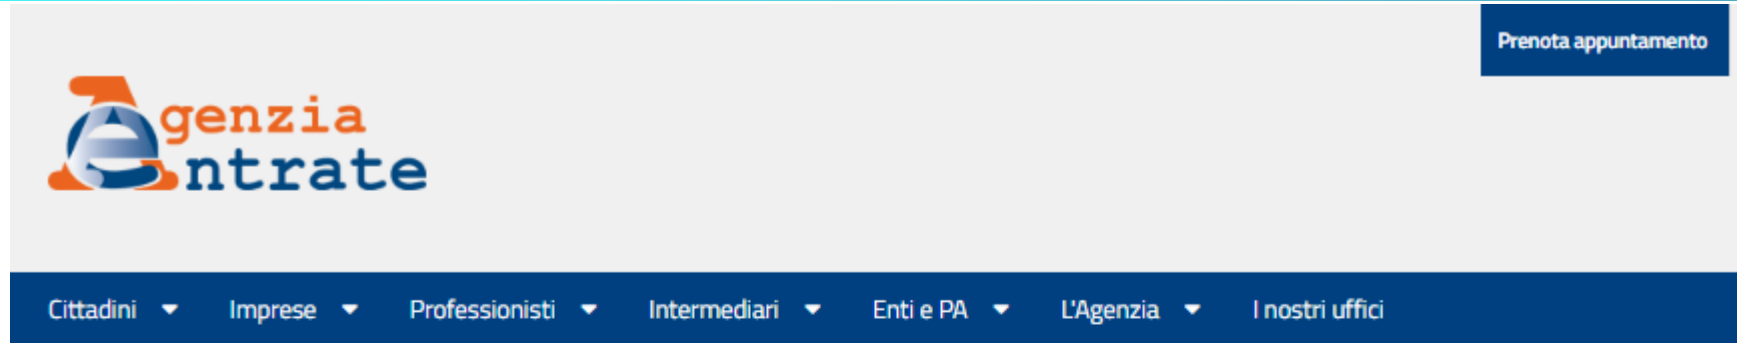 Prenota appuntamento
Agenzia
entrate
Cittadini Imprese Professionisti Intermediari Enti e PA L'Agenzia I nostri uffici